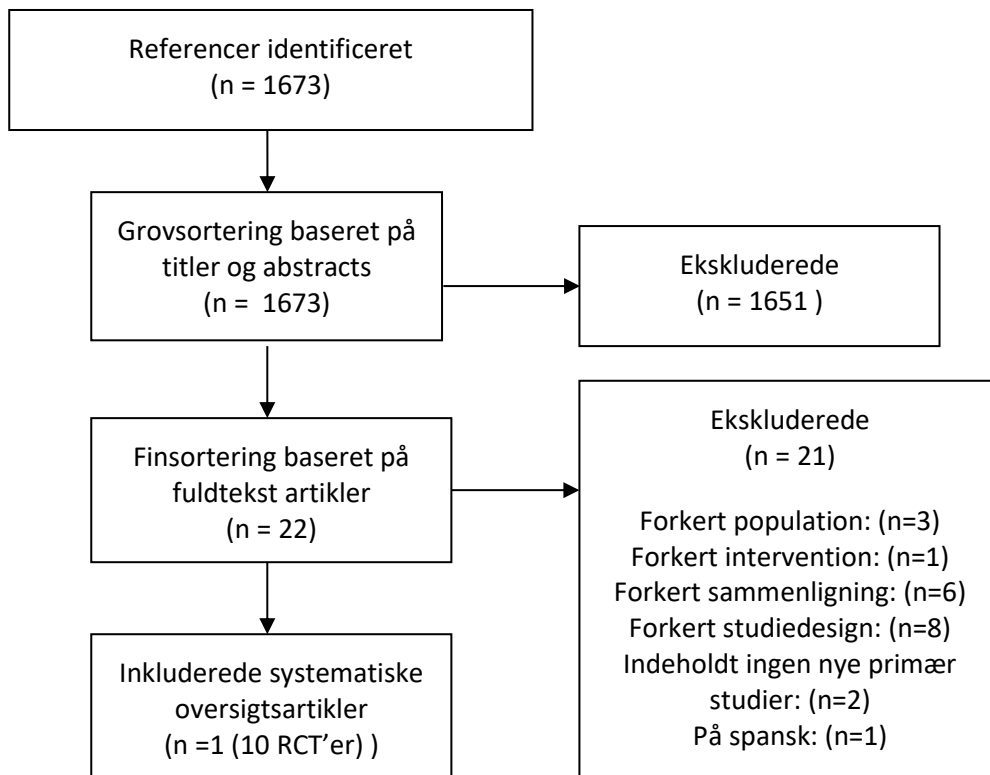 Referencer identificeret
(n = 1673)
Grovsortering baseret på
titler og abstracts
(n = 1673)
Ekskluderede
(n = 1651 )
Finsortering baseret på
fuldtekst artikler
(n = 22)
Ekskluderede
(n = 21)
Forkert population: (n=3)
Forkert intervention: (n=1)
Forkert sammenligning: (n=6)
Forkert studiedesign: (n=8)
Indeholdt ingen nye primær
studier: (n=2)
På spansk: (n=1)
Inkluderede systematiske
oversigtsartikler
(n =1 (10 RCT’er) )